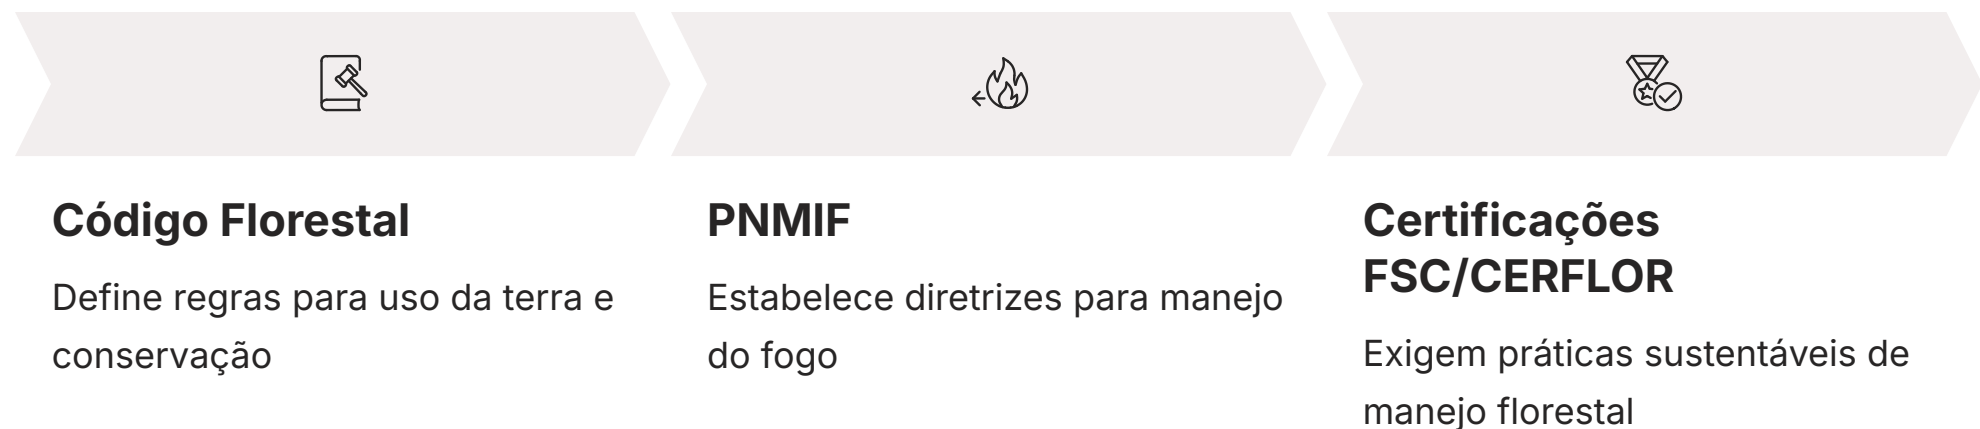 Código Florestal
Define regras para uso da terra e
conservação
PNMIF
Estabelece diretrizes para manejo
do fogo
Certificações
FSC/CERFLOR
Exigem práticas sustentáveis de
manejo florestal